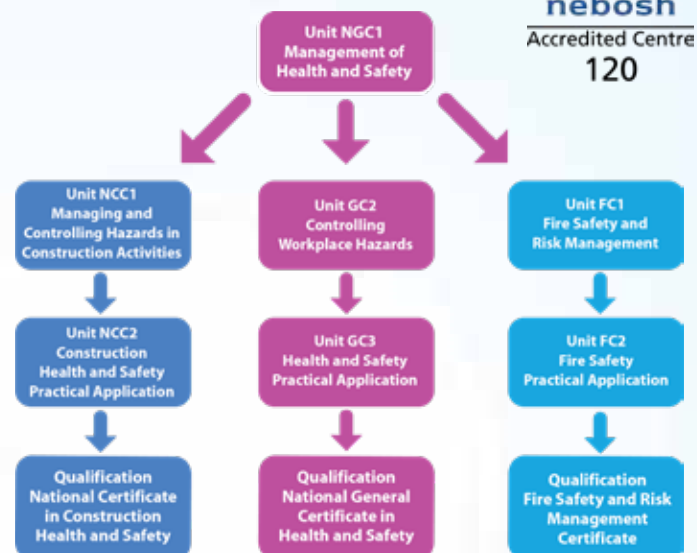 nebosh
Accredited Centre
120
Unit NGC1
Management of
Health and Safety
Unit NCC1
Managing and
Controlling Hazards in
Construction Activities
Unit GC2
Controlling
Workplace Hazards
Unit FC1
Fire Safety and
Risk Management
Unit NCC2
Construction
Health and Safety
Practical Application
Unit GC3
Health and Safety
Practical Application
Unit FC2
Fire Safety
Practical Application
Qualification
National Certificate
in Construction
Health and Safety
Qualification
National General
Certificate in
Health and Safety
Qualification
Fire Safety and Risk
Management
Certificate